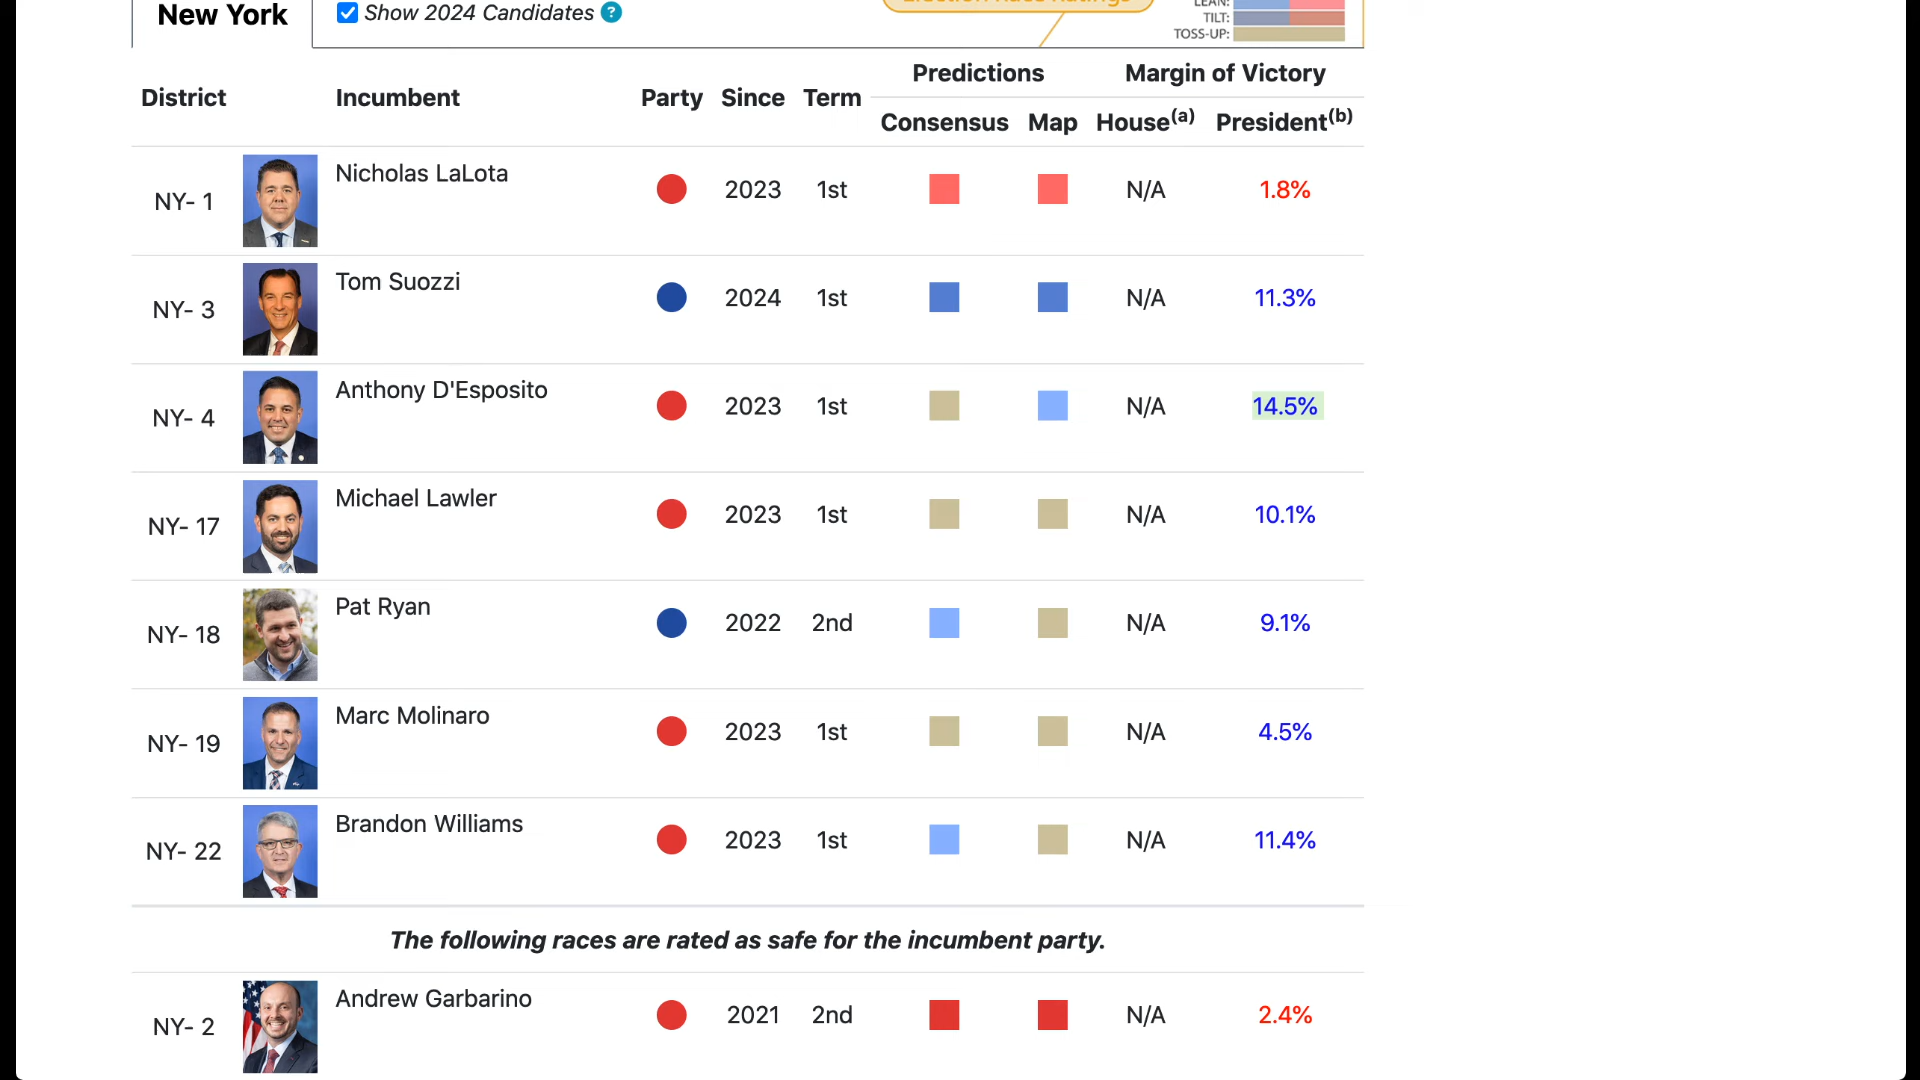 New York
Show 2024 Candidates ?
Election Race Ratings
LEAN:
TILT:
TOSS-UP:
District Incumbent Party Since Term Predictions Margin of Victory
Consensus Map House(a) President(b)
NY- 1 Nicholas LaLota 2023 1st N/A 1.8%
NY- 3 Tom Suozzi 2024 1st N/A 11.3%
NY- 4 Anthony D'Esposito 2023 1st N/A 14.5%
NY- 17 Michael Lawler 2023 1st N/A 10.1%
NY- 18 Pat Ryan 2022 2nd N/A 9.1%
NY- 19 Marc Molinaro 2023 1st N/A 4.5%
NY- 22 Brandon Williams 2023 1st N/A 11.4%
The following races are rated as safe for the incumbent party.
NY- 2 Andrew Garbarino 2021 2nd N/A 2.4%